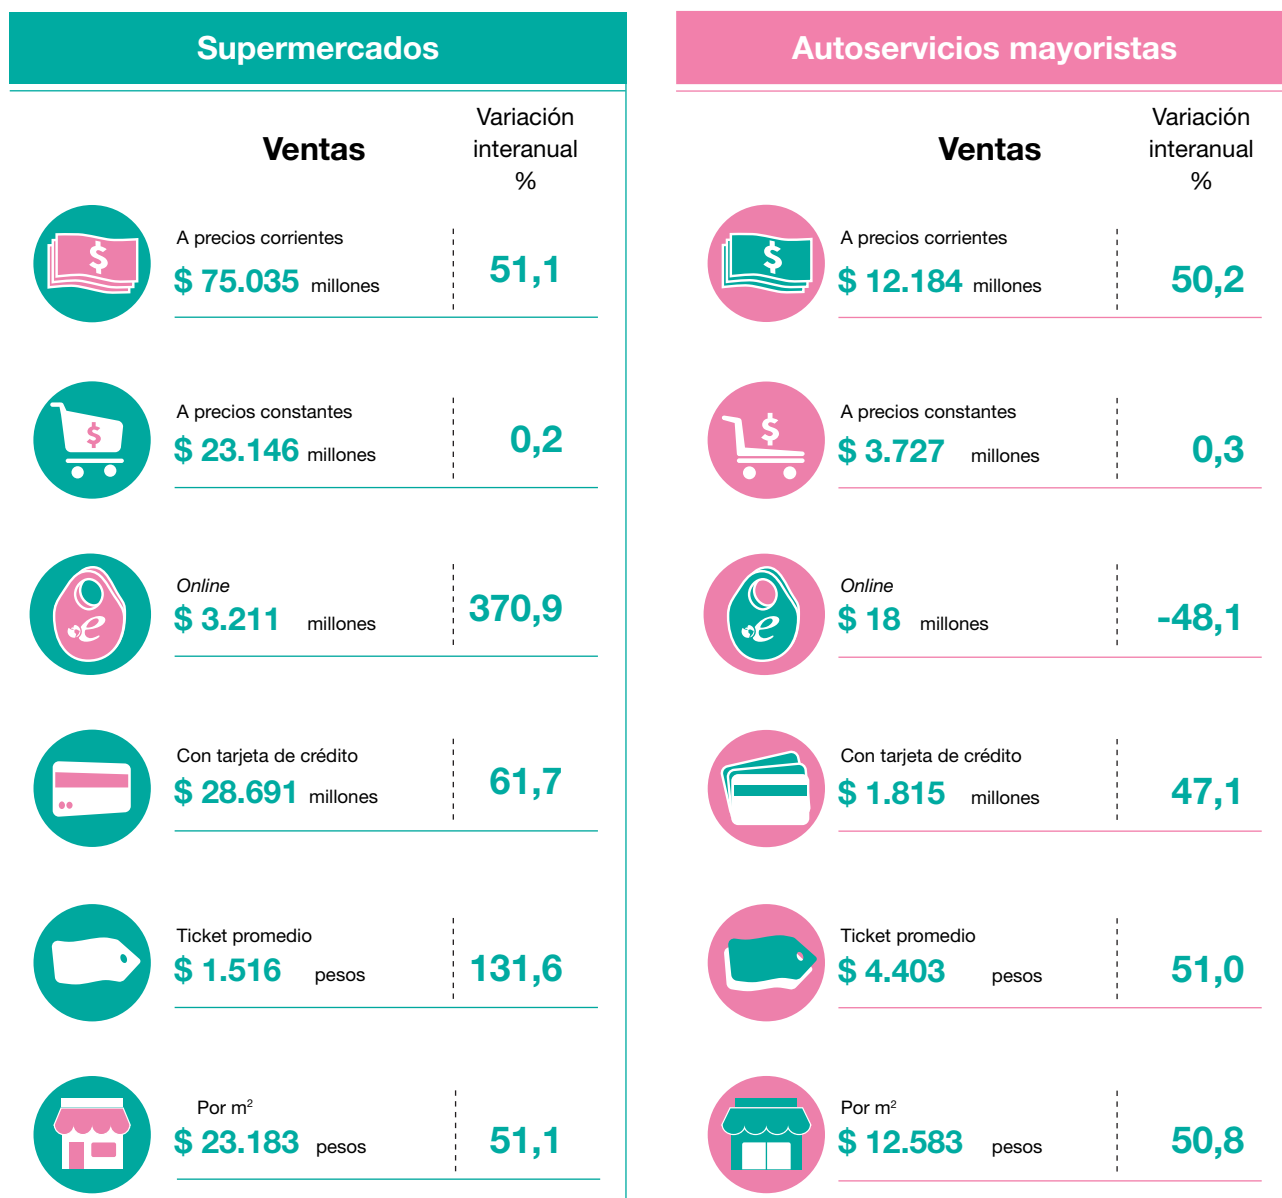 Supermercados
Ventas
Variación
interanual
%
$
A precios corrientes
$ 75.035 millones
51,1
$
A precios constantes
$ 23.146 millones
0,2
e
Online
$ 3.211 millones
370,9
Con tarjeta de crédito
$ 28.691 millones
61,7
Ticket promedio
$ 1.516 pesos
131,6
Por m²
$ 23.183 pesos
51,1
Autoservicios mayoristas
Ventas
Variación
interanual
%
$
A precios corrientes
$ 12.184 millones
50,2
$
A precios constantes
$ 3.727 millones
0,3
e
Online
$ 18 millones
-48,1
Con tarjeta de crédito
$ 1.815 millones
47,1
Ticket promedio
$ 4.403 pesos
51,0
Por m²
$ 12.583 pesos
50,8